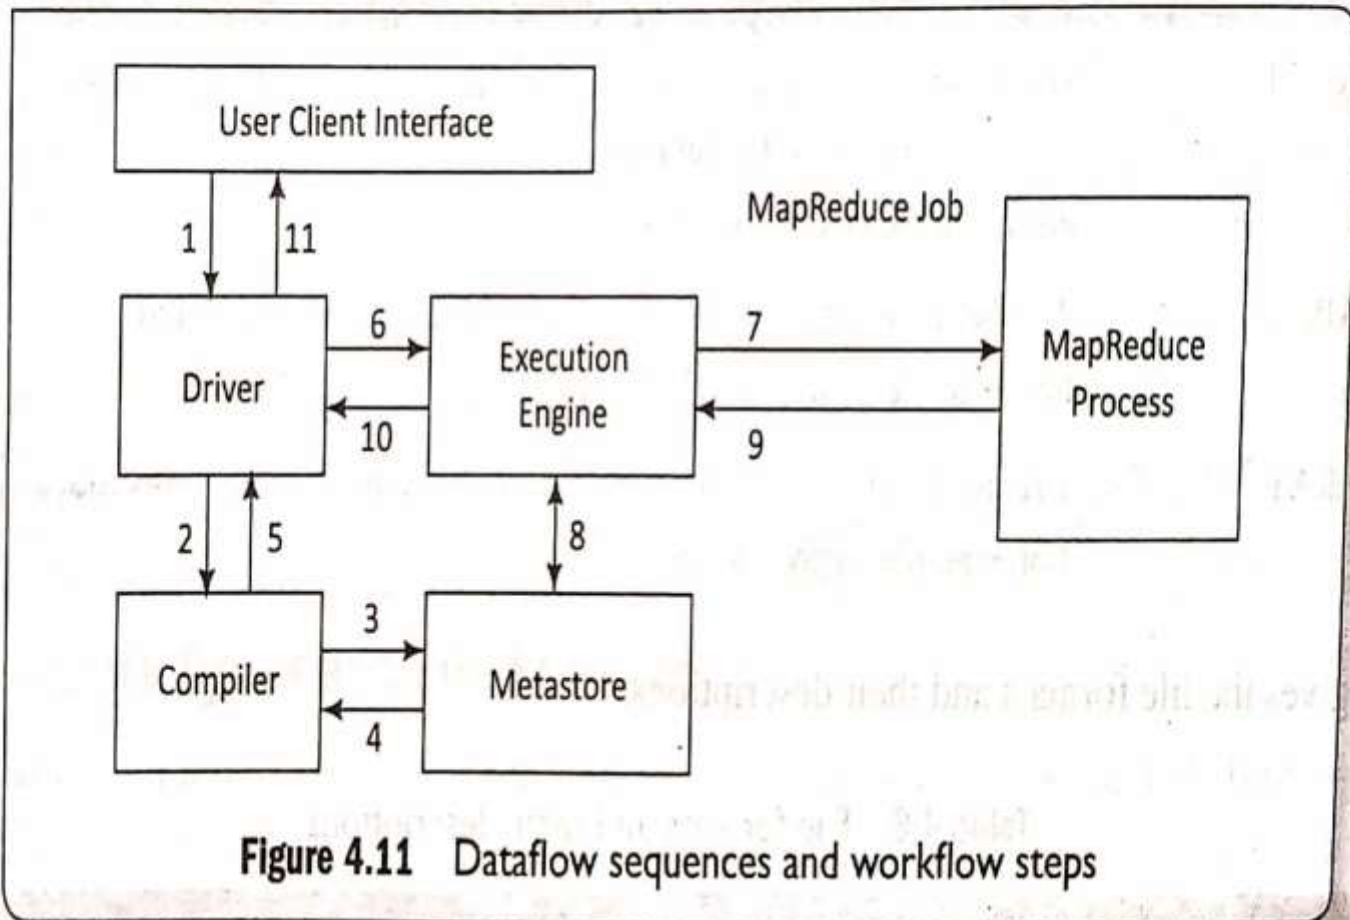 User Client Interface
1
11
MapReduce Job
Driver
6
10
Execution
Engine
7
9
MapReduce
Process
2
5
8
Compiler
3
4
Metastore
Figure 4.11 Dataflow sequences and workflow steps